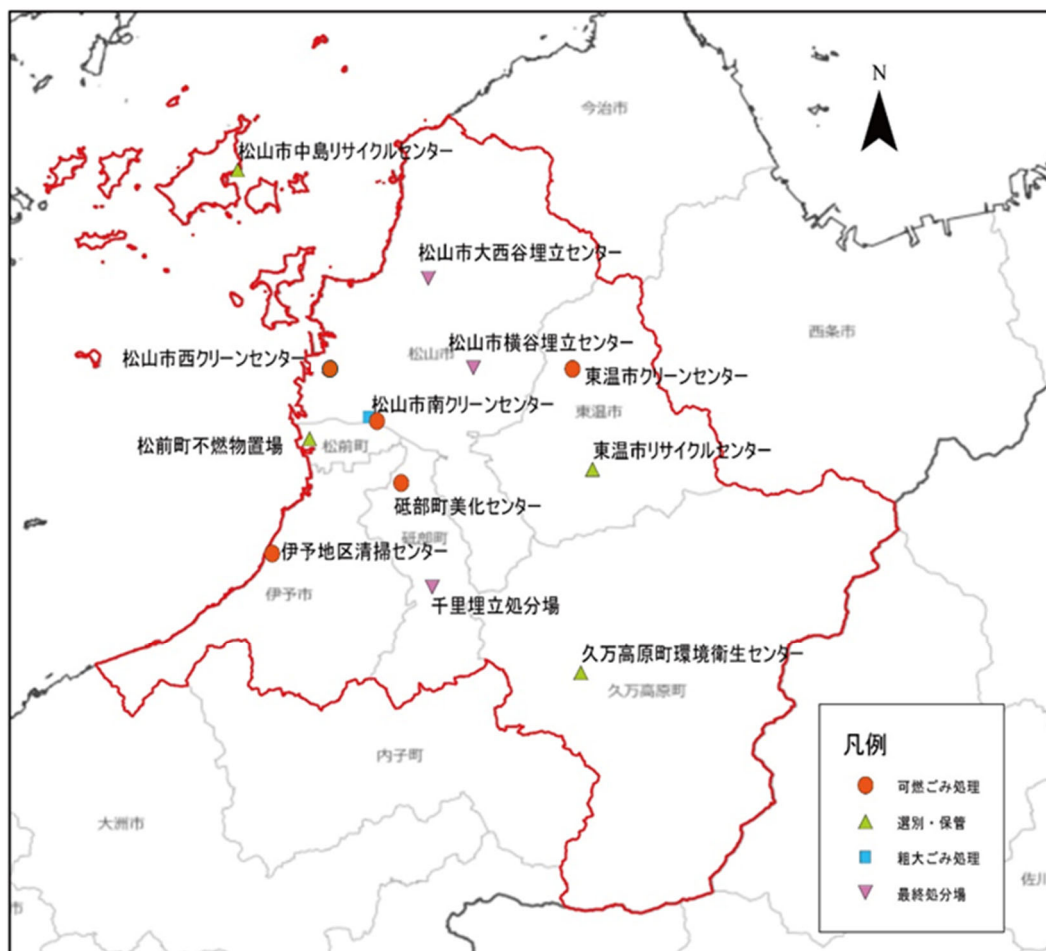 N
今治市
松山市中島リサイクルセンター
松山市大西谷埋立センター
西条市
松山市横谷埋立センター
松山市
松山市西クリーンセンター
東温市クリーンセンター
松山市南クリーンセンター
東温市
松前町不燃物置場
松前町
東温市リサイクルセンター
砥部町美化センター
砥部町
伊予地区清掃センター
伊予市
千里埋立処分場
久万高原町環境衛生センター
久万高原町
内子町
大洲市
凡例
可燃ごみ処理
選別・保管
粗大ごみ処理
最終処分場
佐川
市